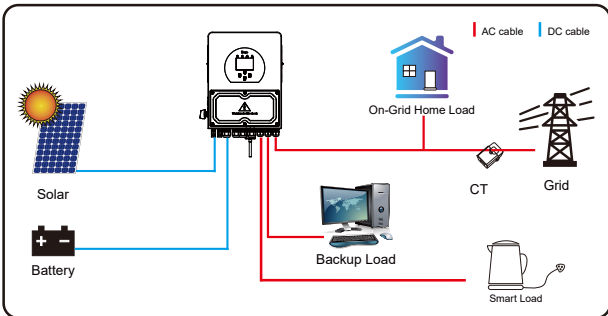 AC cable
DC cable
On-Grid Home Load
Solar
CT
Grid
Battery
Backup Load
Smart Load